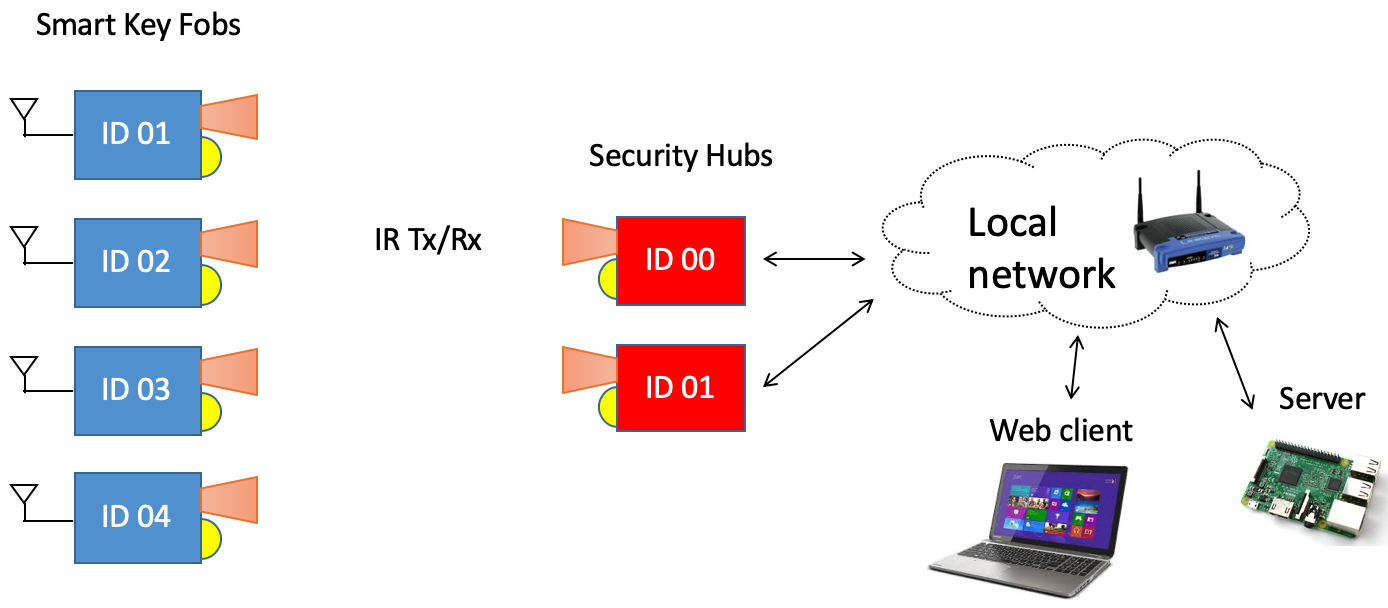 Smart Key Fobs
ID 01
ID 02
ID 03
ID 04
IR Tx/Rx
Security Hubs
ID 00
ID 01
Local
network
Web client
Server